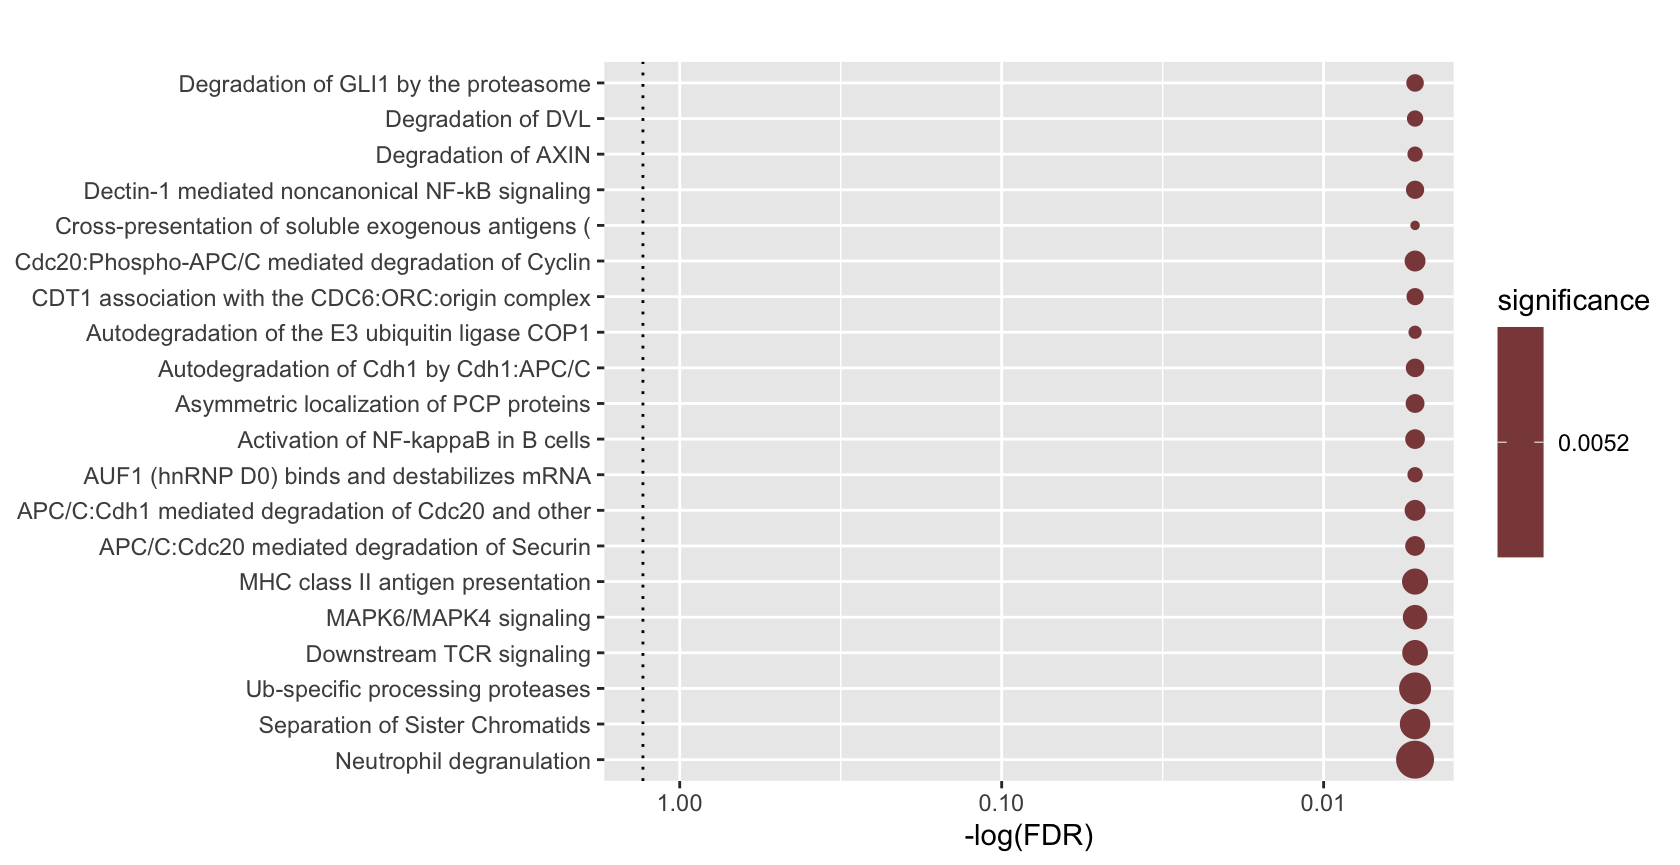 Degradation of GLI1 by the proteasome
Degradation of DVL
Degradation of AXIN
Dectin-1 mediated noncanonical NF-kB signaling
Cross-presentation of soluble exogenous antigens (
Cdc20:Phospho-APC/C mediated degradation of Cyclin
CDT1 association with the CDC6:ORC:origin complex
Autodegradation of the E3 ubiquitin ligase COP1
Autodegradation of Cdh1 by Cdh1:APC/C
Asymmetric localization of PCP proteins
Activation of NF-kappaB in B cells
AUF1 (hnRNP D0) binds and destabilizes mRNA
APC/C:Cdh1 mediated degradation of Cdc20 and other
APC/C:Cdc20 mediated degradation of Securin
MHC class II antigen presentation
MAPK6/MAPK4 signaling
Downstream TCR signaling
Ub-specific processing proteases
Separation of Sister Chromatids
Neutrophil degranulation
1.00 0.10 0.01
-log(FDR)
significance
0.0052